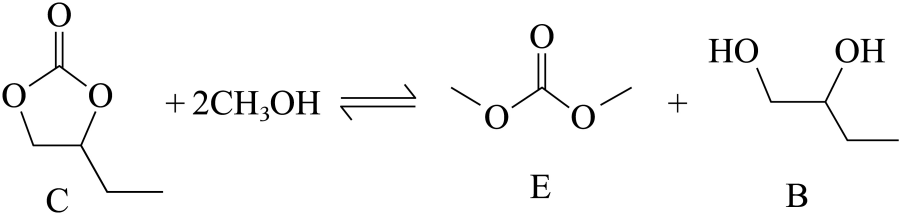 O O
O O + 2CH₃OH O O + HO OH
C E B